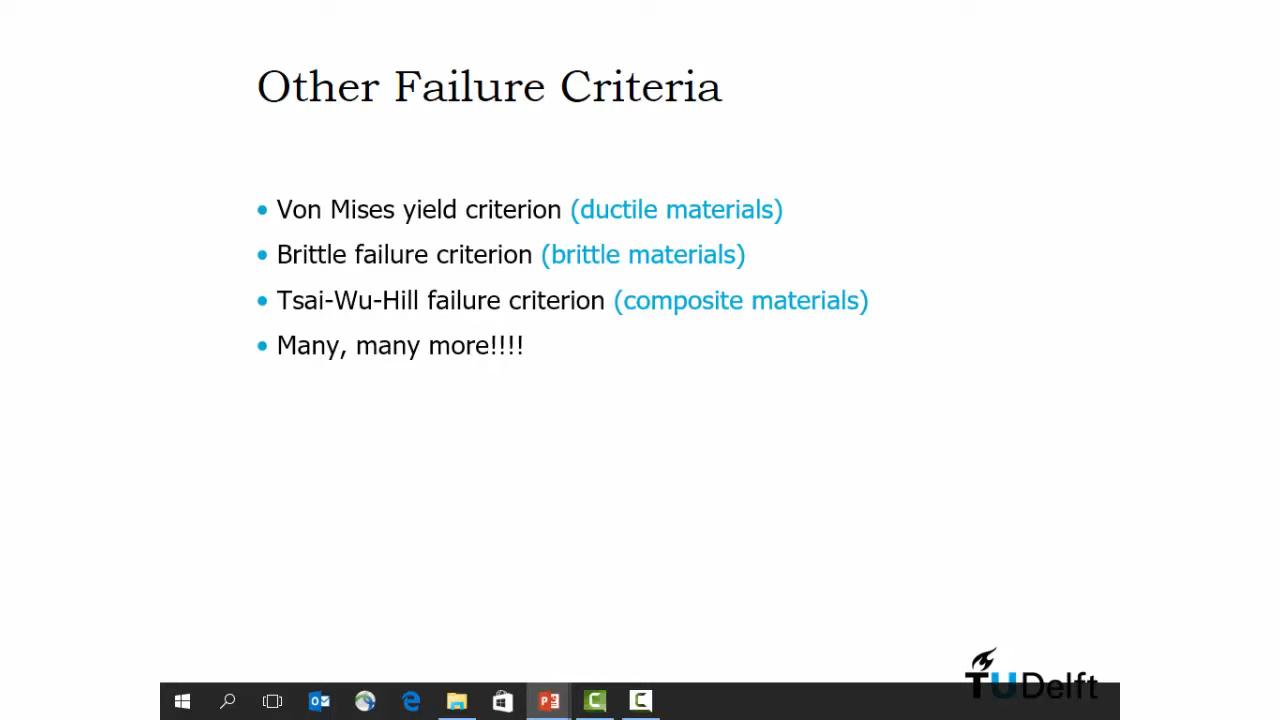 Other Failure Criteria
• Von Mises yield criterion (ductile materials)
• Brittle failure criterion (brittle materials)
• Tsai-Wu-Hill failure criterion (composite materials)
• Many, many more!!!!
TUDelft